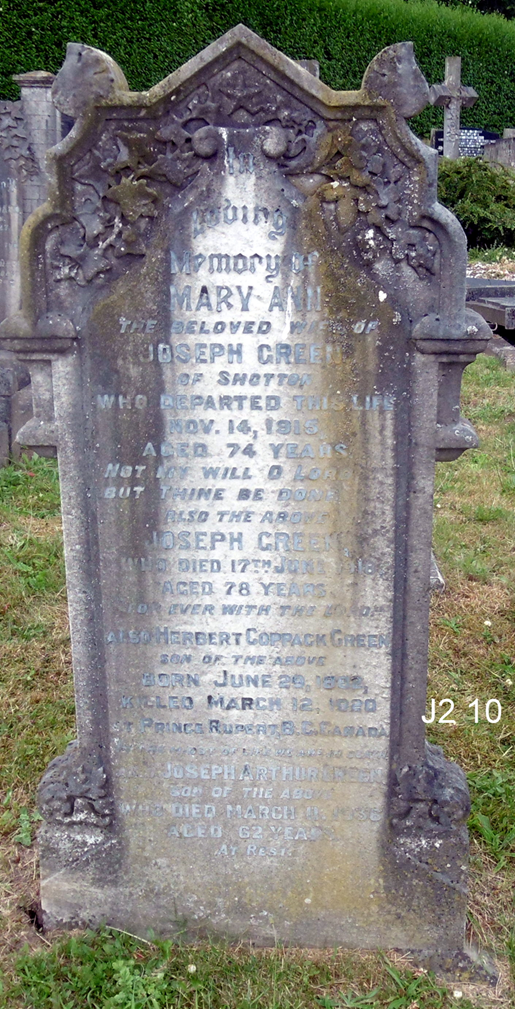 In
Loving
Memory of
MARY ANN
THE BELOVED WIFE OF
JOSEPH GREEN
OF SHOTTON
WHO DEPARTED THIS LIFE
NOV. 14, 1915
AGED 74 YEARS
NOT MY WILL O LORD
BUT THINE BE DONE
ALSO THE ABOVE
JOSEPH GREEN,
WHO DIED 17TH JUNE
AGED 78 YEARS
FOR EVER WITH THE LORD
ALSO HERBERT COPPACK GREEN
SON OF THE ABOVE
BORN JUNE 29,
KILLED MARCH 12,
AT PRINCE RUPERT, B.C. CANADA
JOSEPH ARTHUR GREEN
SON OF THE ABOVE
WHO DIED MARCH
AGED 62 YEARS
AT REST.
J2 10